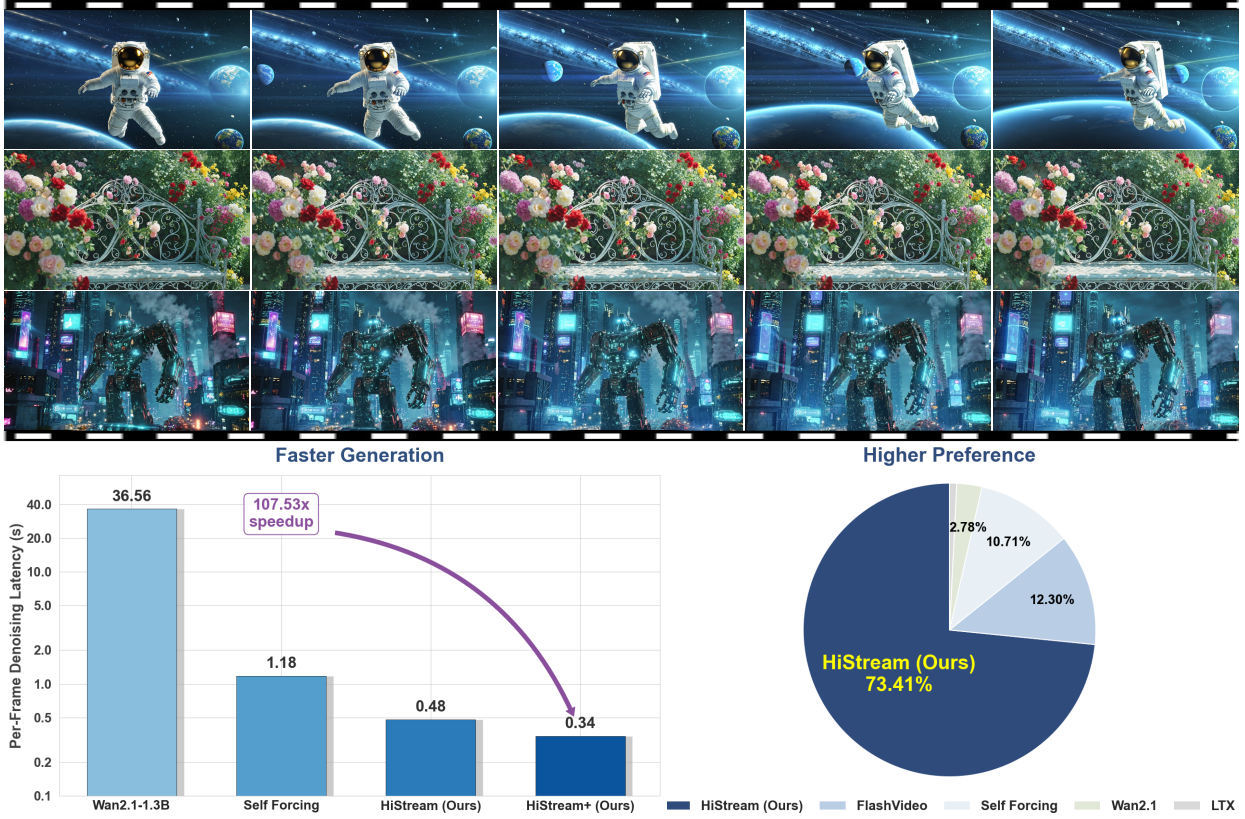 Faster Generation
Per-Frame Denoising Latency (s)
40.0
20.0
10.0
5.0
2.0
1.0
0.5
0.2
0.1
36.56
1.18
0.48
0.34
107.53x
speedup
Wan2.1-1.3B
Self Forcing
HiStream (Ours)
HiStream+ (Ours)
Higher Preference
2.78%
10.71%
12.30%
HiStream (Ours)
73.41%
HiStream (Ours)
FlashVideo
Self Forcing
Wan2.1
LTX